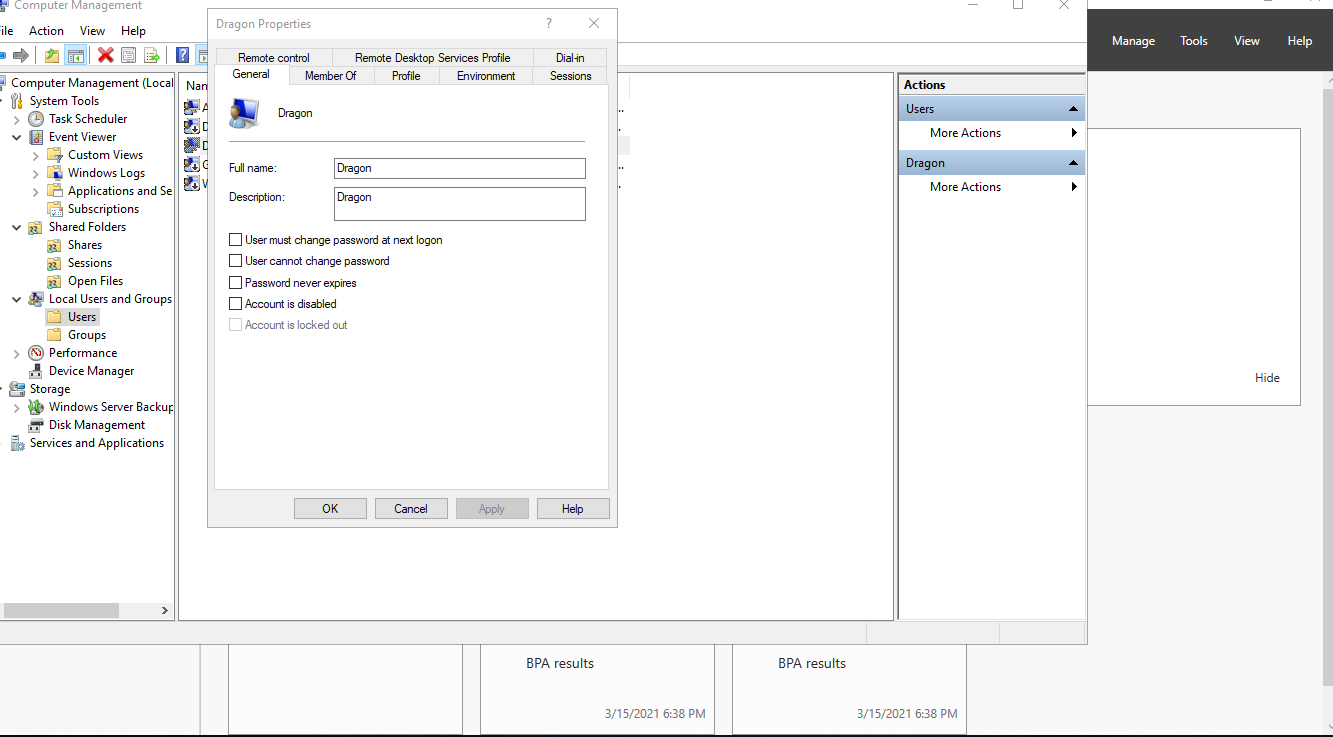 Computer Management
File Action View Help
Manage Tools View Help
Computer Management (Local
System Tools
Task Scheduler
Event Viewer
Custom Views
Windows Logs
Applications and Se
Subscriptions
Shared Folders
Shares
Sessions
Open Files
Local Users and Groups
Users
Groups
Performance
Device Manager
Storage
Windows Server Backup
Disk Management
Services and Applications
Nam
Dragon Properties
Remote control Remote Desktop Services Profile Dial-in
General Member Of Profile Environment Sessions
Dragon
Full name: Dragon
Description: Dragon
User must change password at next logon
User cannot change password
Password never expires
Account is disabled
Account is locked out
OK Cancel Apply Help
Actions
Users
More Actions
Dragon
More Actions
Hide
BPA results BPA results
3/15/2021 6:38 PM 3/15/2021 6:38 PM